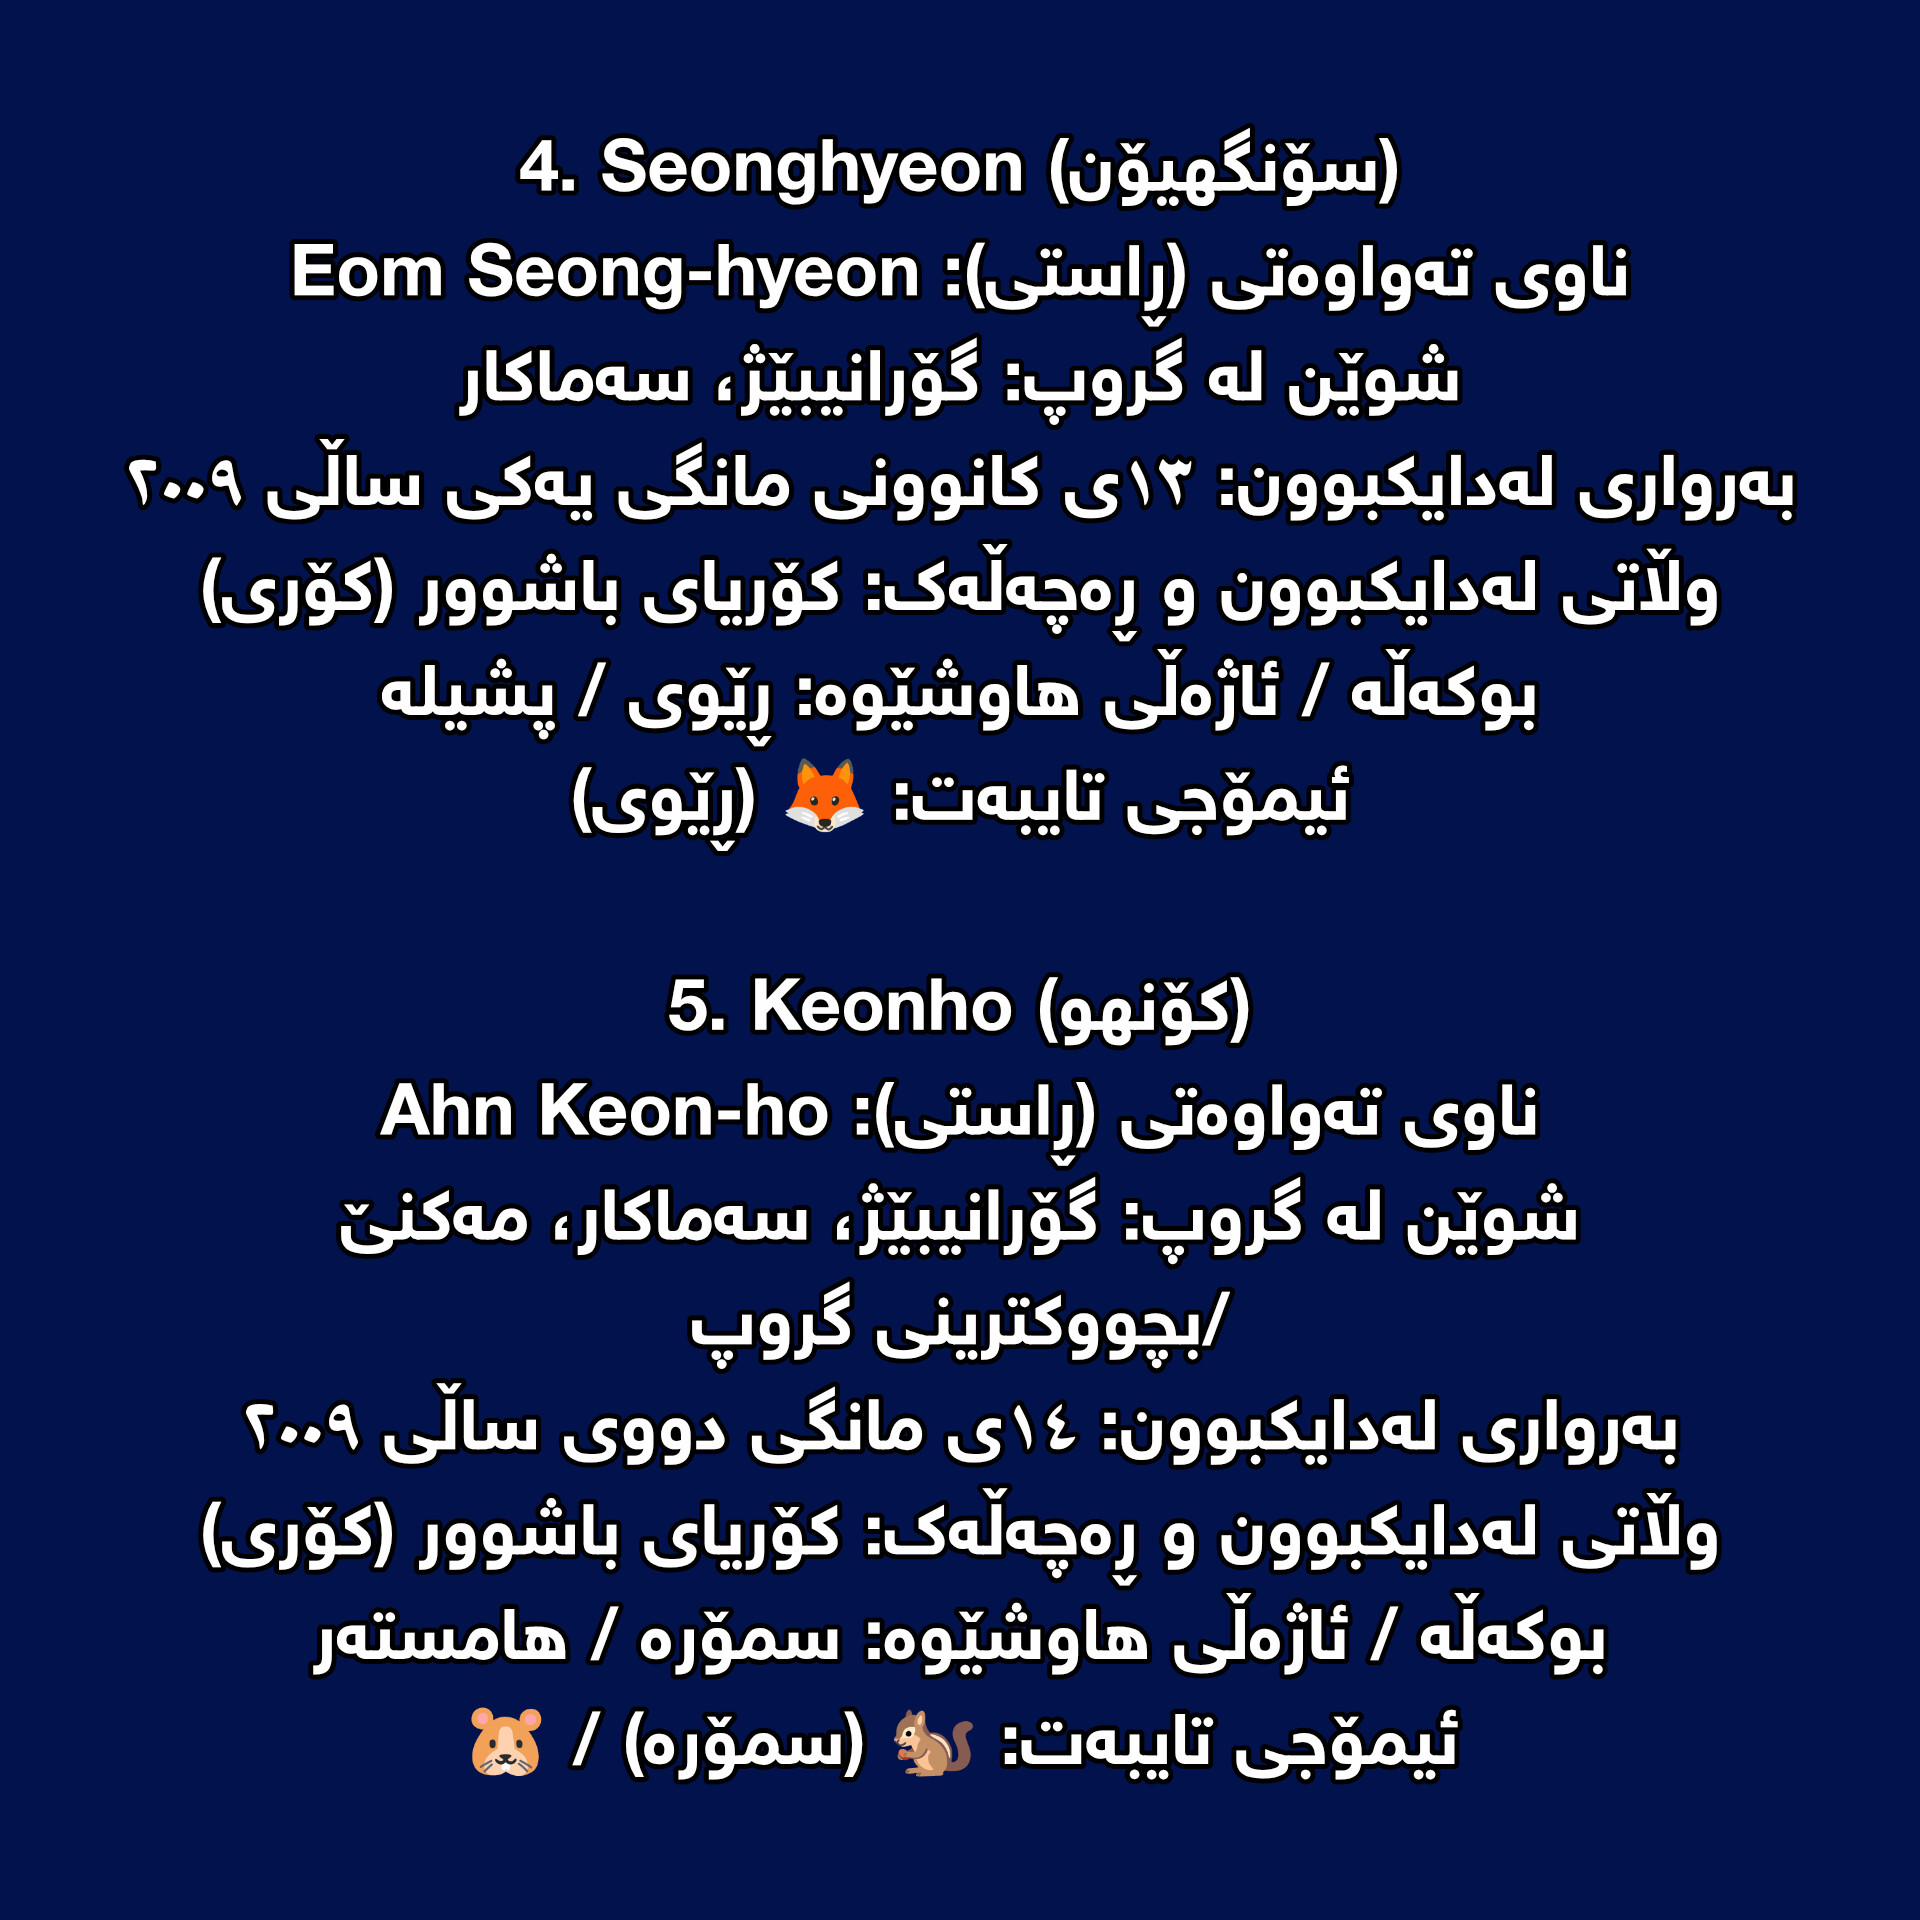 4. Seonghyeon (سۆنگهیۆن)
ناوی تەواوەتی (ڕاستی): Eom Seong-hyeon
شوێن لە گروپ: گۆرانیبێژ، سەماکار
بەرواری لەدایکبوون: ١٣ی کانوونی مانگی یەکی ساڵی ٢٠٠٩
وڵاتی لەدایکبوون و ڕەچەڵەک: کۆریای باشوور (کۆری)
بوکەڵە / ئاژەڵی هاوشێوە: ڕێوی / پشیلە
ئیمۆجی تایبەت: 🦊 (ڕێوی)
5. Keonho (کۆنهو)
ناوی تەواوەتی (ڕاستی): Ahn Keon-ho
شوێن لە گروپ: گۆرانیبێژ، سەماکار، مەکنێ
/بچووکترینی گروپ
بەرواری لەدایکبوون: ١٤ی مانگی دووی ساڵی ٢٠٠٩
وڵاتی لەدایکبوون و ڕەچەڵەک: کۆریای باشوور (کۆری)
بوکەڵە / ئاژەڵی هاوشێوە: سمۆرە / هامستەر
ئیمۆجی تایبەت: 🐿️ (سمۆرە) / 🐹